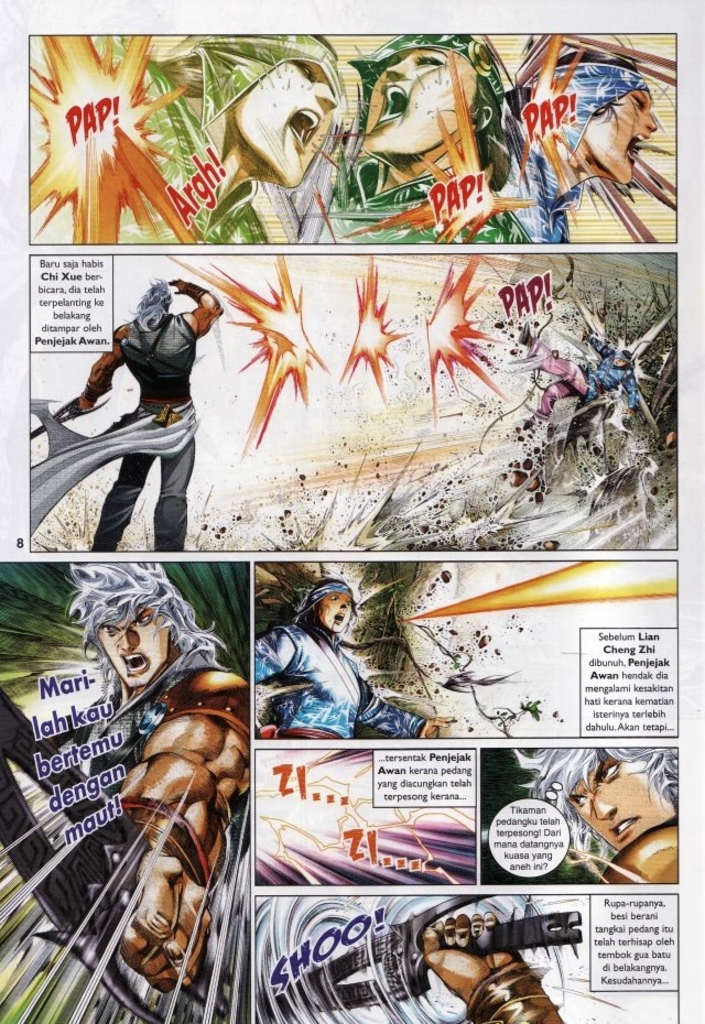 PAP!
Argh!
PAP!
PAP!
Baru saja habis
Chi Xue ber-
bicara, dia telah
terpelanting ke
belakang
ditampar oleh
Penjejak Awan.
PAP!
8
Mari-
lah kau
bertemu
dengan
maut!
Sebelum Lian
Cheng Zhi
dibunuh, Penjejak
Awan hendak dia
mengalami kesakitan
hati kerana kematian
isterinya terlebih
dahulu. Akan tetapi...
...tersentak Penjejak
Awan kerana pedang
yang diacungkan telah
terpesong kerana...
ZI...
ZI....
Tikaman
pedangku telah
terpesong! Dari
mana datangnya
kuasa yang
aneh ini?
SHOO!
Rupa-rupanya,
besi berani
tangkai pedang itu
telah terhisap oleh
tembok gua batu
di belakangnya.
Kesudahannya...